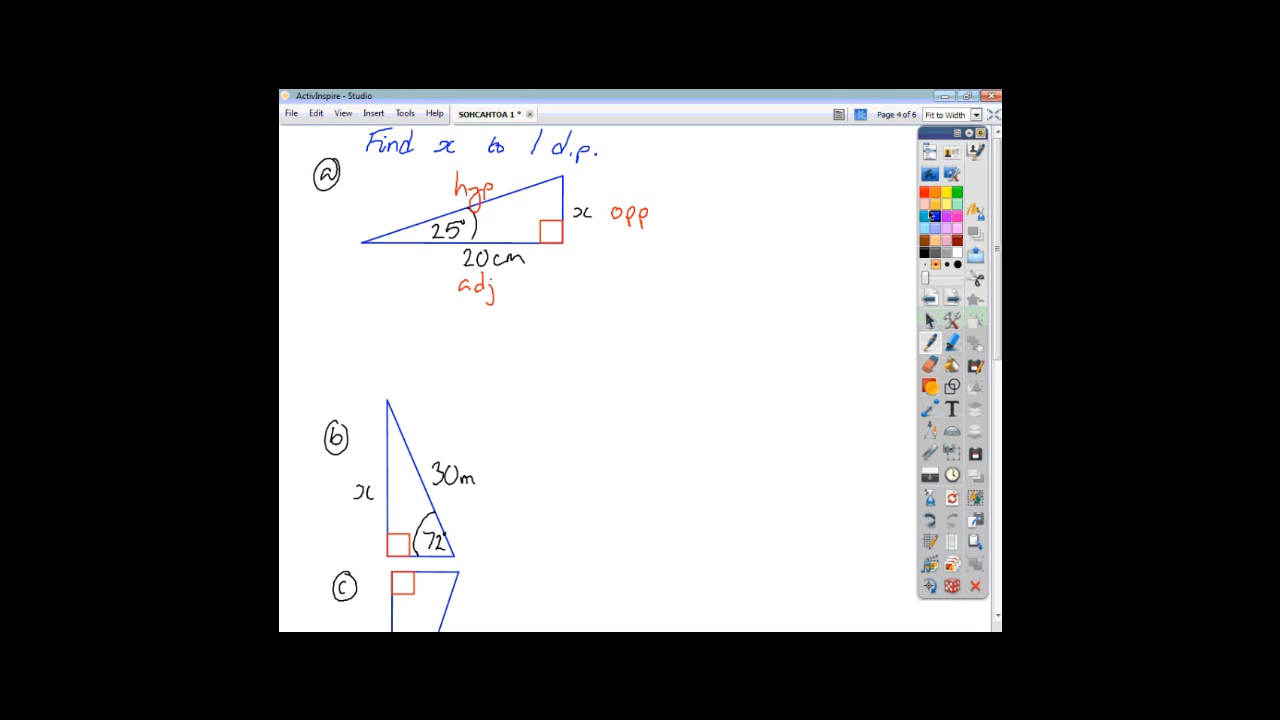 ActivInspire - Studio
File Edit View Insert Tools Help SOHCAHTOA 1 * Page 4 of 6 Fit to Width
Find x to 1 d.p.
a
hyp
25°
x opp
20cm
adj
b
30m
x
72°
c